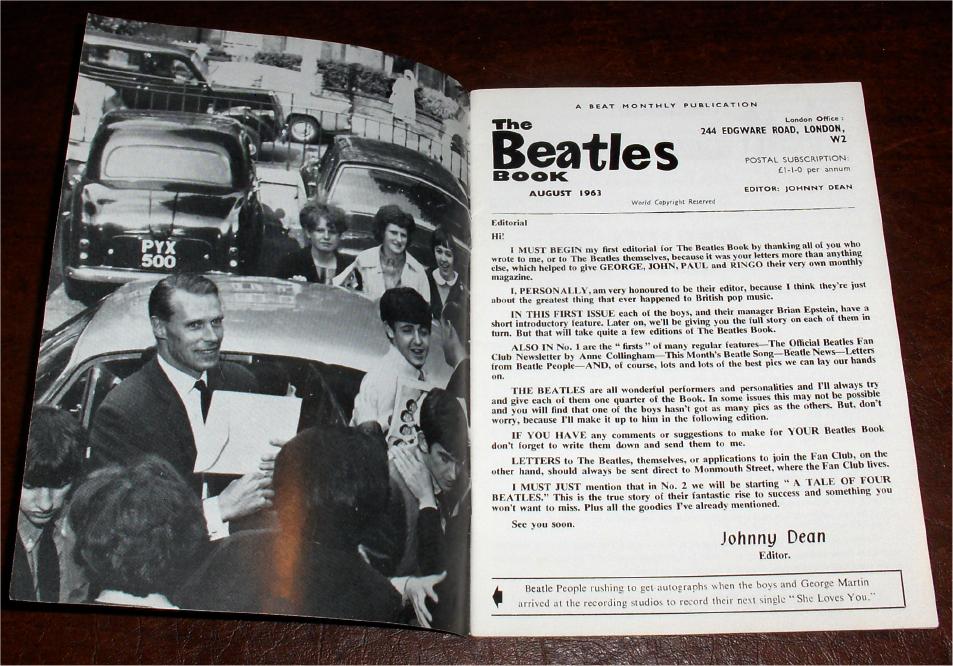 PYX
500
A BEAT MONTHLY PUBLICATION
The
Beatles
BOOK
AUGUST 1963
London Office :
244 EDGWARE ROAD, LONDON,
W2
POSTAL SUBSCRIPTION:
£1-1-0 per annum
EDITOR: JOHNNY DEAN
World Copyright Reserved
Editorial
Hi!
I MUST BEGIN my first editorial for The Beatles Book by thanking all of you who
wrote to me, or to The Beatles themselves, because it was your letters more than anything
else, which helped to give GEORGE, JOHN, PAUL and RINGO their very own monthly
magazine.
I, PERSONALLY, am very honoured to be their editor, because I think they're just
about the greatest thing that ever happened to British pop music.
IN THIS FIRST ISSUE each of the boys, and their manager Brian Epstein, have a
short introductory feature. Later on, we'll be giving you the full story on each of them in
turn. But that will take quite a few editions of The Beatles Book.
ALSO IN No. 1 are the “ firsts ” of many regular features—The Official Beatles Fan
Club Newsletter by Anne Collingham—This Month's Beatle Song—Beatle News—Letters
from Beatle People—AND, of course, lots and lots of the best pics we can lay our hands
on.
THE BEATLES are all wonderful performers and personalities and I'll always try
and give each of them one quarter of the Book. In some issues this may not be possible
and you will find that one of the boys hasn't got as many pics as the others. But, don't
worry, because I'll make it up to him in the following edition.
IF YOU HAVE any comments or suggestions to make for YOUR Beatles Book
don't forget to write them down and send them to me.
LETTERS to The Beatles, themselves, or applications to join the Fan Club, on the
other hand, should always be sent direct to Monmouth Street, where the Fan Club lives.
I MUST JUST mention that in No. 2 we will be starting “ A TALE OF FOUR
BEATLES.” This is the true story of their fantastic rise to success and something you
won't want to miss. Plus all the goodies I've already mentioned.
See you soon.
Johnny Dean
Editor.
Beatle People rushing to get autographs when the boys and George Martin
arrived at the recording studios to record their next single “ She Loves You.”